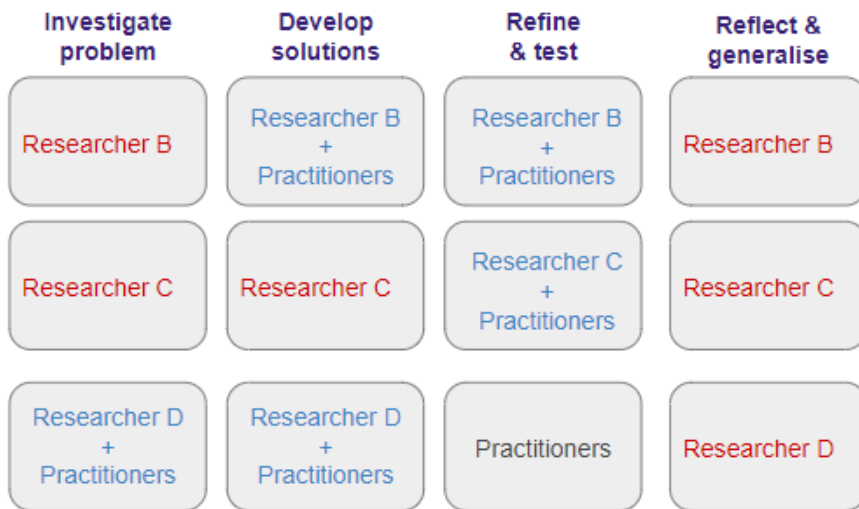 Investigate
problem
Develop
solutions
Refine
& test
Reflect &
generalise
Researcher B
Researcher B
+
Practitioners
Researcher B
+
Practitioners
Researcher B
Researcher C
Researcher C
Researcher C
+
Practitioners
Researcher C
Researcher D
+
Practitioners
Researcher D
+
Practitioners
Practitioners
Researcher D